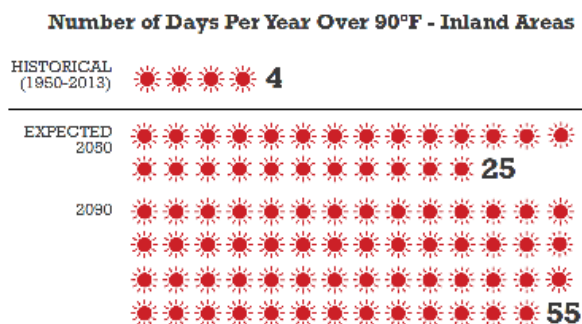 Number of Days Per Year Over 90°F - Inland Areas
HISTORICAL
(1950-2013)
4
EXPECTED
2050
25
2090
55